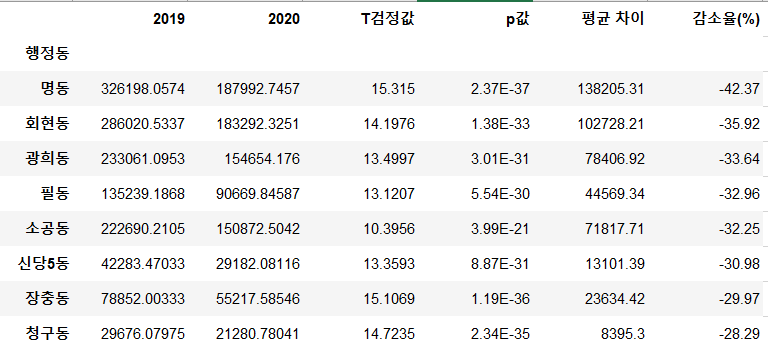 2019 2020 T검정값 p값 평균 차이 감소율(%)
행정동
명동 326198.0574 187992.7457 15.315 2.37E-37 138205.31 -42.37
회현동 286020.5337 183292.3251 14.1976 1.38E-33 102728.21 -35.92
광희동 233061.0953 154654.176 13.4997 3.01E-31 78406.92 -33.64
필동 135239.1868 90669.84587 13.1207 5.54E-30 44569.34 -32.96
소공동 222690.2105 150872.5042 10.3956 3.99E-21 71817.71 -32.25
신당5동 42283.47033 29182.08116 13.3593 8.87E-31 13101.39 -30.98
장충동 78852.00333 55217.58546 15.1069 1.19E-36 23634.42 -29.97
청구동 29676.07975 21280.78041 14.7235 2.34E-35 8395.3 -28.29